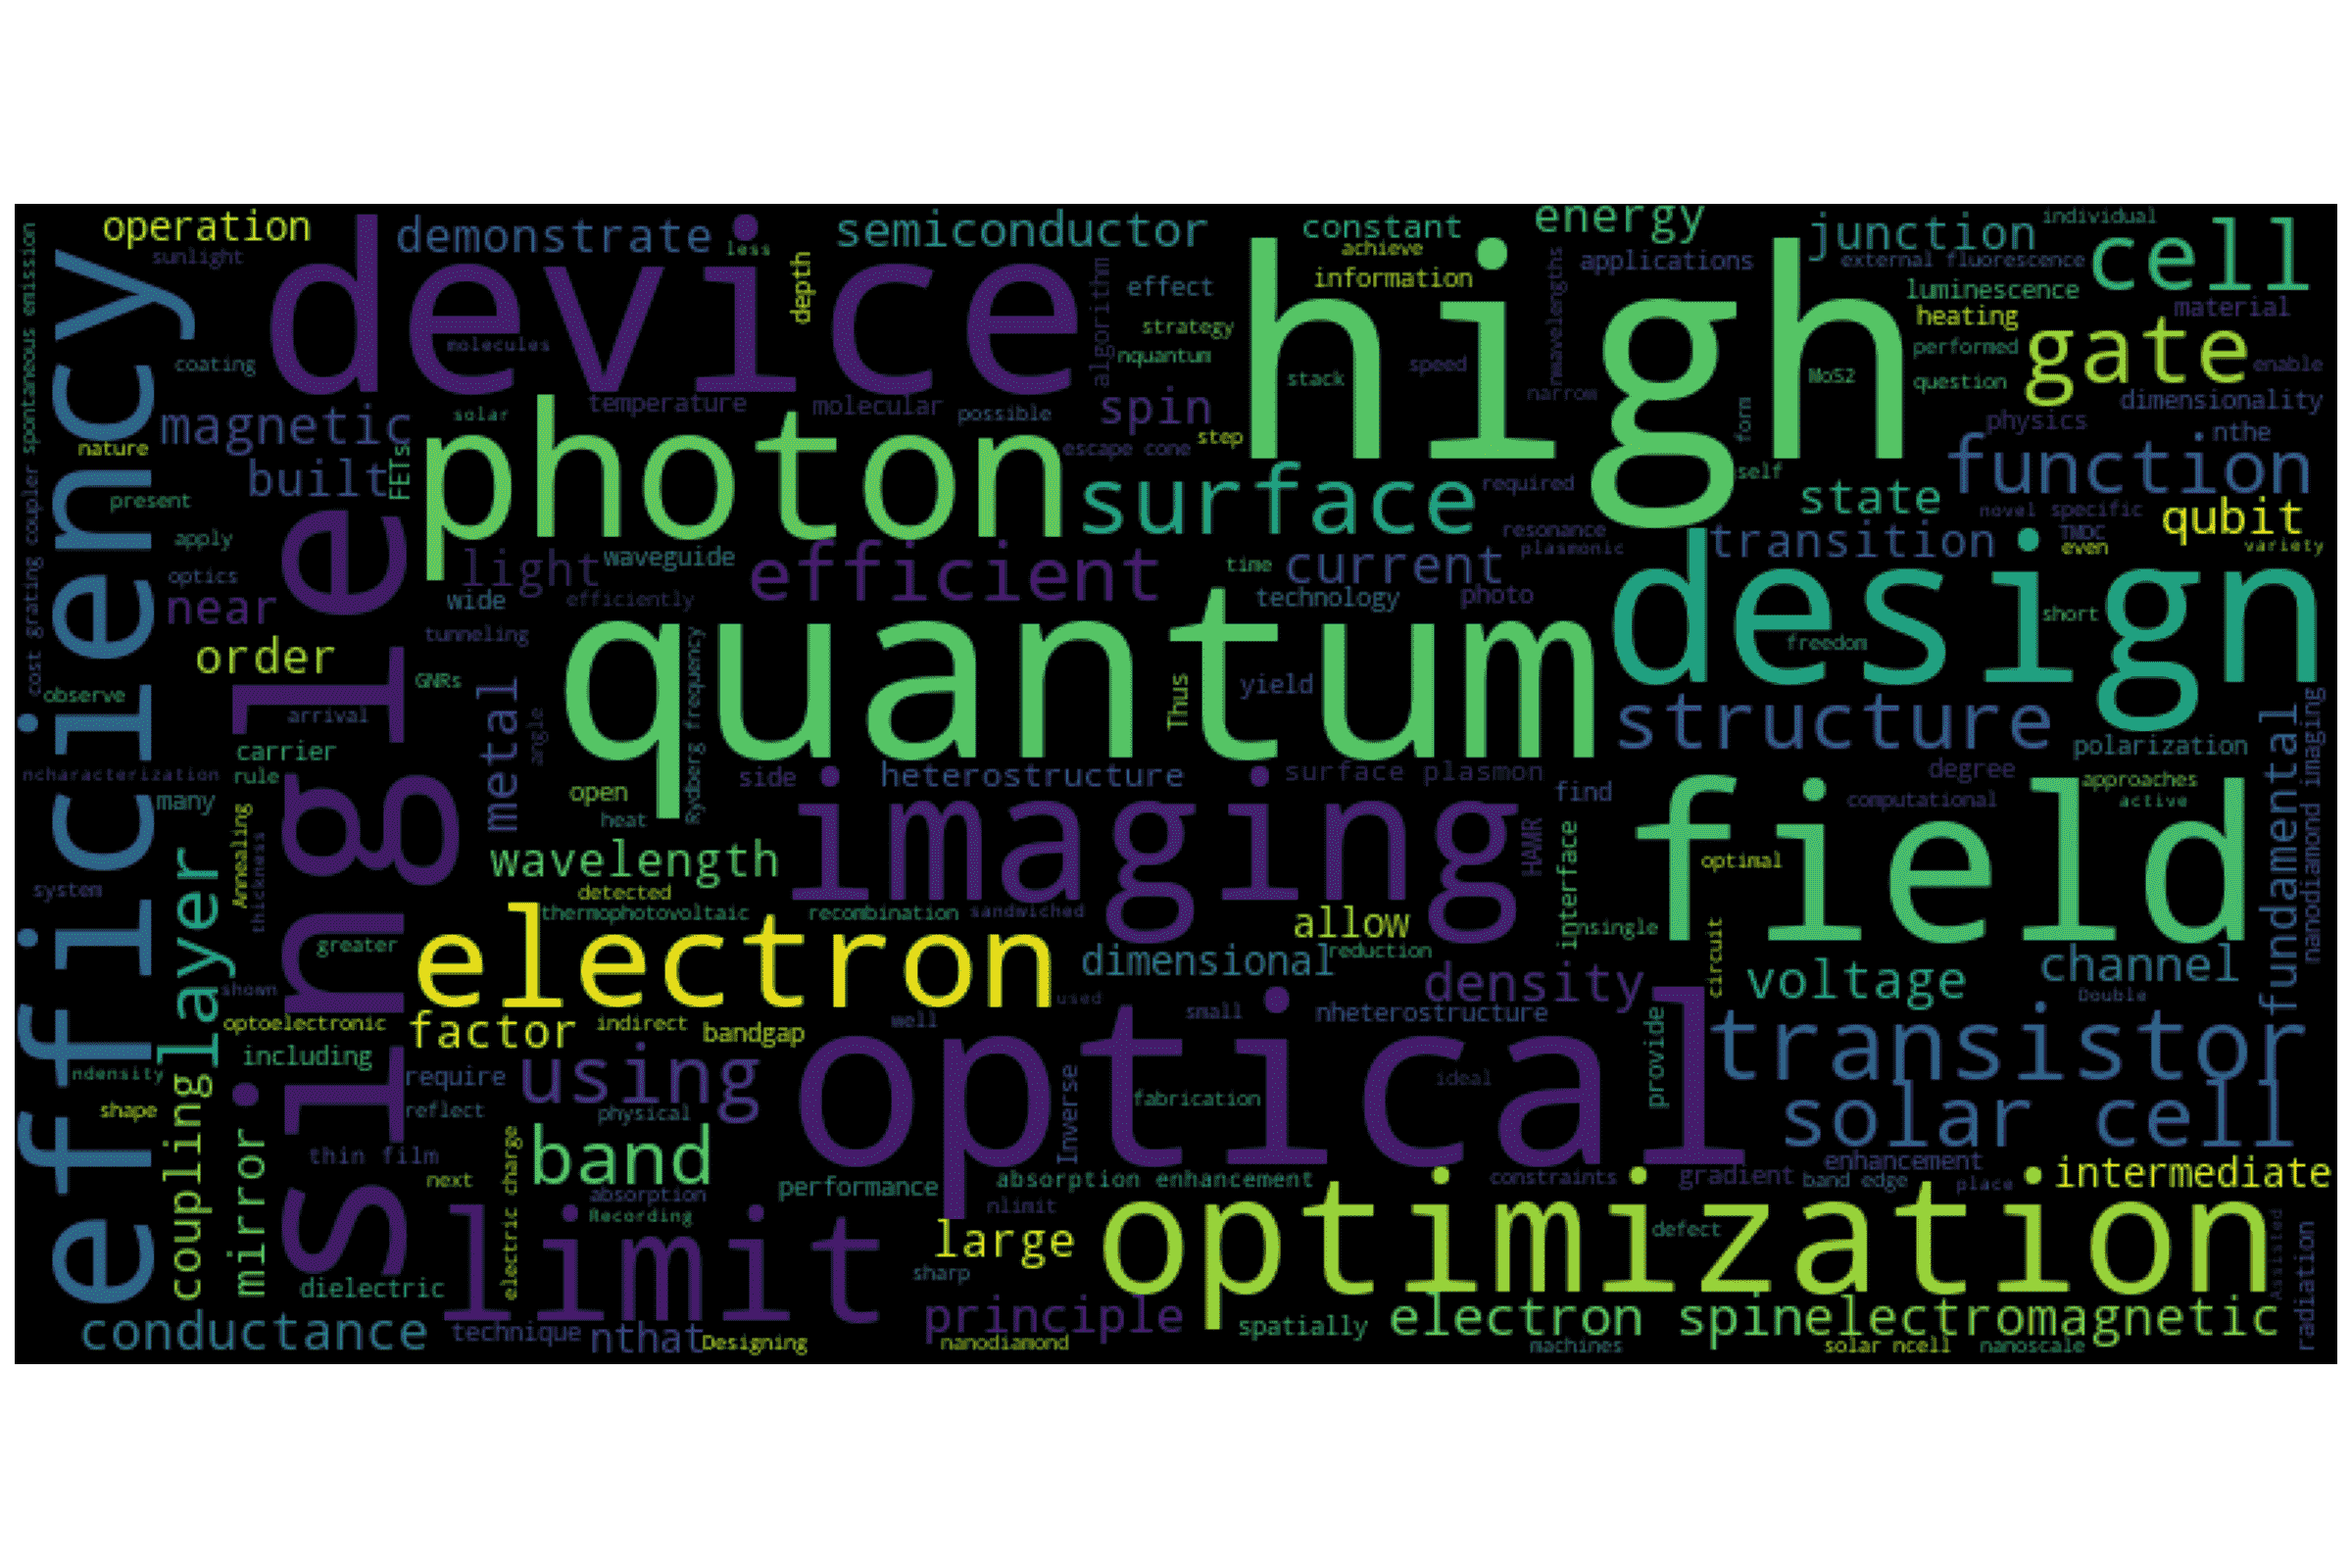 operation
demonstrate
less
semiconductor
constant
energy
junction
individual
cell
sunlight
device
depth
algorithm
effect
achieve
information
high
applications
external fluorescence
luminescence
material
heating
coating
molecules
strategy
nquantum
stack
speed
nwavelengths
narrow
MoS2
performed
question
gate
enable
magnetic
solar
temperature
molecular
possible
spin
step
escape cone
form
self
physics
dimensionality
nthe
nature
built
FETs
photon
surface
required
state
function
novel specific
qubit
present
apply
optics
near
light
waveguide
efficient
time
current
resonance
plasmonic
transition
TMDC
even
variety
wide
efficiently
technology
photo
design
short
freedom
order
tunneling
quantum
Rydberg frequency
Thus
yield
structure
observe
GNRs
arrival
metal
angle
polarization
cost grating coupler
spontaneous emission
efficiency
single
carrier
rule
ncharacterization
many
side
heterostructure
surface plasmon
find
degree
approaches
active
computational
fundamental
nanodiamond imaging
open
heat
imaging
HAMR
interface
field
optimal
Annealing
thickness
system
layer
wavelength
detected
thermophotovoltaic
recombination
sandwiched
allow
nsingle
greater
electron
dimensional
reduction
density
circuit
voltage
channel
Double
shown
used
optoelectronic
factor
indirect
bandgap
well
small
nheterostructure
optical
provide
transistor
including
ndensity
shape
coupling
mirror
require
reflect
using
physical
Inverse
fabrication
ideal
solar cell
thin film
next
electric charge
band
absorption
Recording
performance
absorption enhancement
nlimit
constraints
gradient
enhancement
band edge
place
intermediate
limit
large
sharp
optimization
defect
Assisted
radiation
dielectric
conductance
technique
nthat
Designing
principle
nanodiamond
spatially
electron spin
electromagnetic
machines
solar ncell
nanoscale